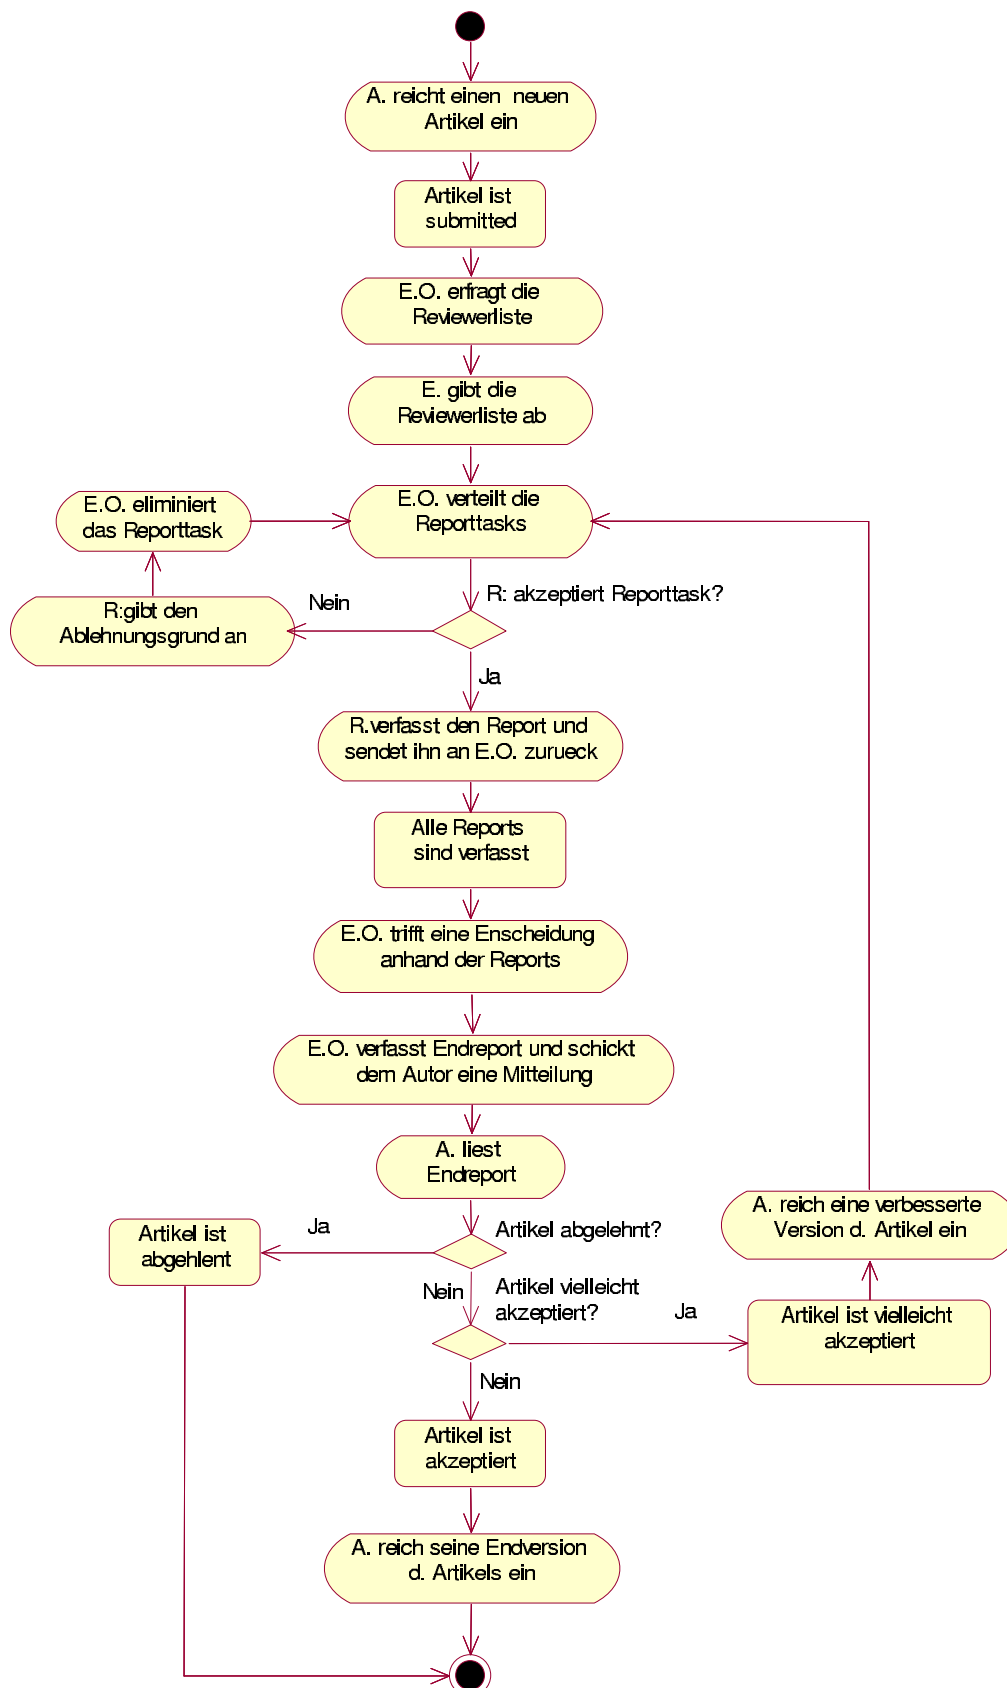 A. reicht einen neuen
Artikel ein
Artikel ist
submitted
E.O. erfragt die
Reviewerliste
E. gibt die
Reviewerliste ab
E.O. eliminiert
das Reporttask
E.O. verteilt die
Reporttasks
R:gibt den
Ablehnungsgrund an
Nein
R: akzeptiert Reporttask?
Ja
R.verfasst den Report und
sendet ihn an E.O. zurueck
Alle Reports
sind verfasst
E.O. trifft eine Enscheidung
anhand der Reports
E.O. verfasst Endreport und schickt
dem Autor eine Mitteilung
A. liest
Endreport
Artikel ist
abgehlent
Ja
Artikel abgelehnt?
A. reich eine verbesserte
Version d. Artikel ein
Nein
Artikel vielleicht
akzeptiert?
Ja
Artikel ist vielleicht
akzeptiert
Nein
Artikel ist
akzeptiert
A. reich seine Endversion
d. Artikels ein